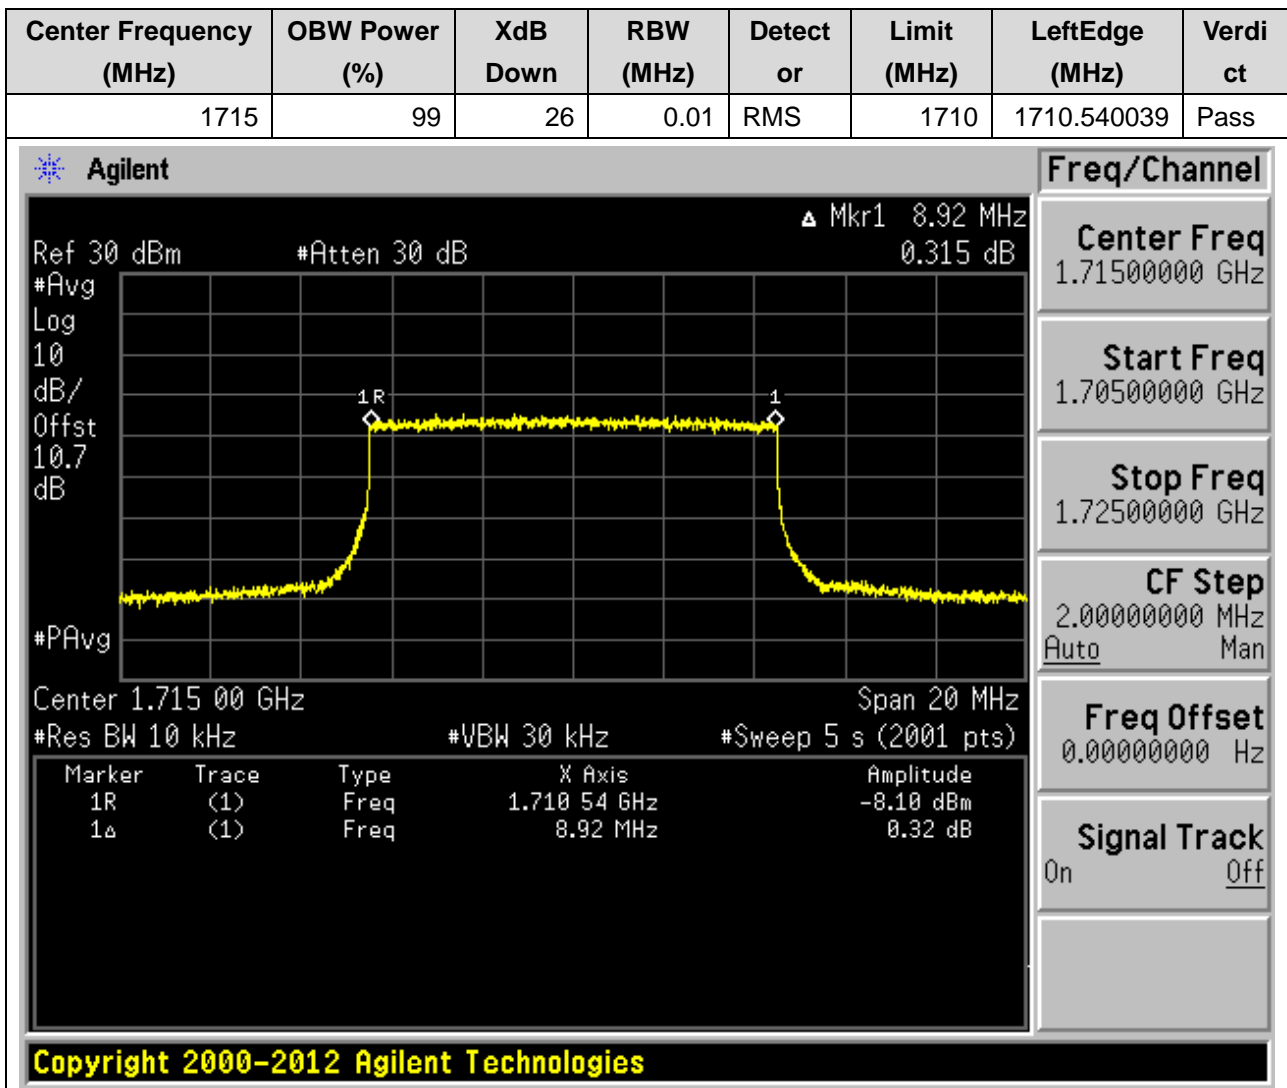 Center Frequency (MHz) OBW Power (%) XdB Down RBW (MHz) Detect or Limit (MHz) LeftEdge (MHz) Verdi ct
1715 99 26 0.01 RMS 1710 1710.540039 Pass
Agilent
Freq/Channel
Δ Mkr1 8.92 MHz
Ref 30 dBm #Atten 30 dB 0.315 dB
#Avg
Log
10
dB/
Offst
10.7
dB
#PAvg
1R
1
Center 1.715 00 GHz Span 20 MHz
#Res BW 10 kHz #VBW 30 kHz #Sweep 5 s (2001 pts)
Marker Trace Type X Axis Amplitude
1R (1) Freq 1.710 54 GHz -8.10 dBm
1Δ (1) Freq 8.92 MHz 0.32 dB
Center Freq
1.71500000 GHz
Start Freq
1.70500000 GHz
Stop Freq
1.72500000 GHz
CF Step
2.00000000 MHz
Auto Man
Freq Offset
0.00000000 Hz
Signal Track
On Off
Copyright 2000-2012 Agilent Technologies